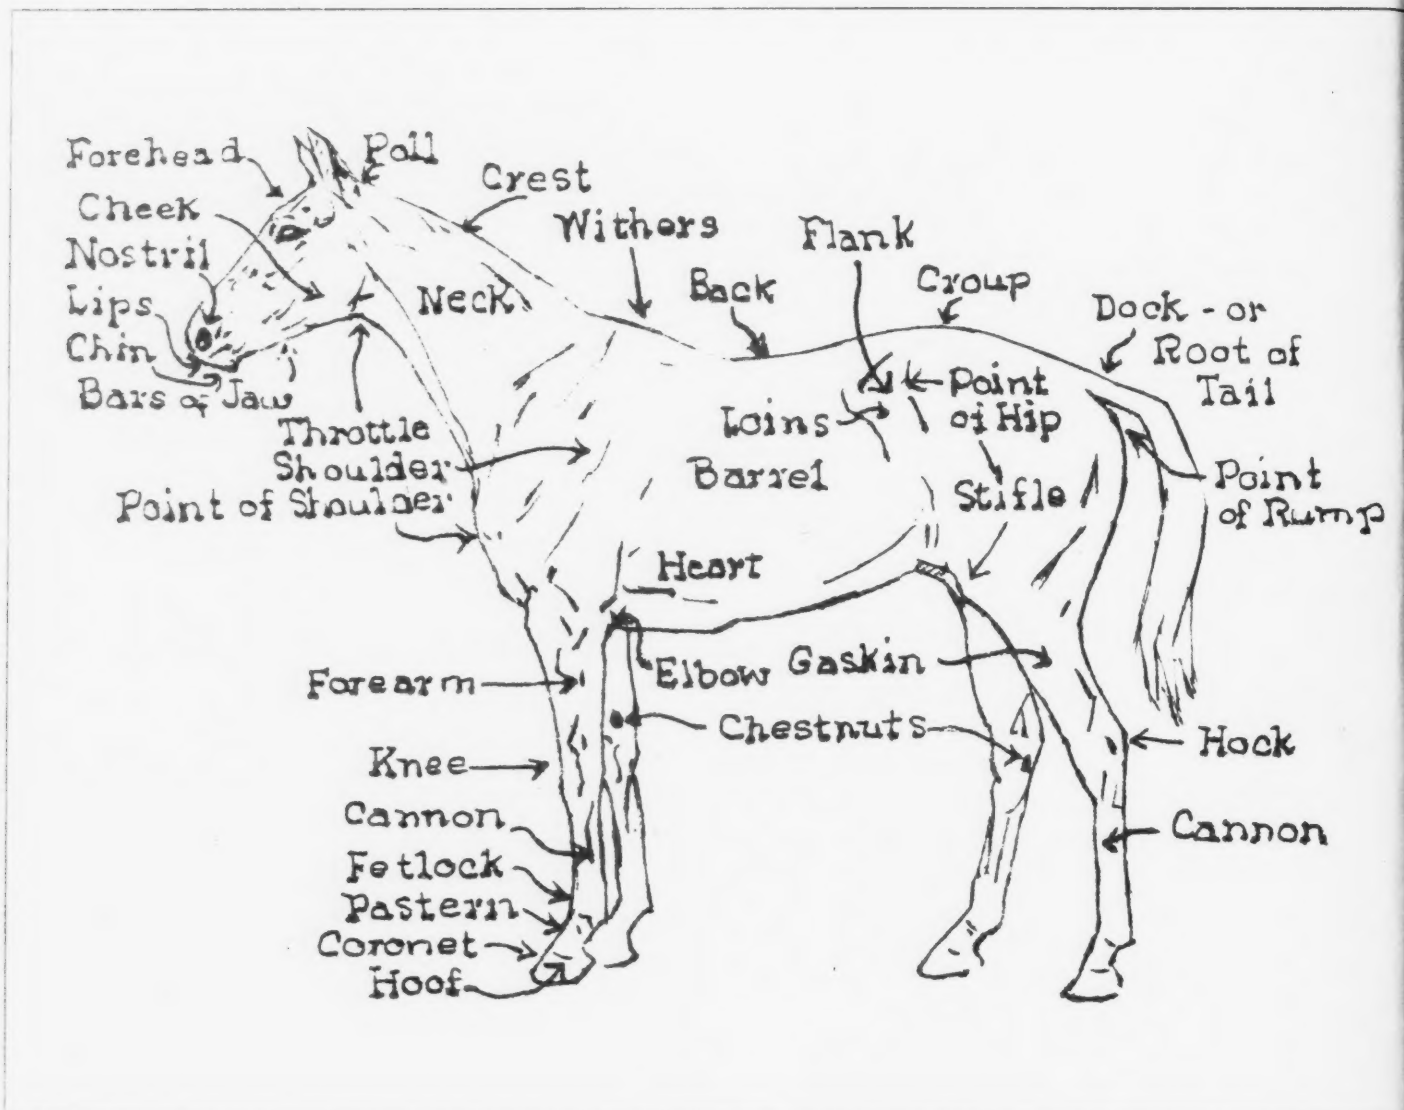 Forehead
Poll
Crest
Cheek
Withers
Flank
Nostril
Neck
Back
Croup
Lips
Dock - or
Root of
Tail
Chin
Bars of Jaw
Point
of Hip
Throttle
Loins
Shoulder
Barrel
Point of Shoulder
Stifle
Point
of Rump
Heart
Forearm
Elbow
Gaskin
Chestnuts
Knee
Hock
Cannon
Cannon
Fetlock
Pastern
Coronet
Hoof